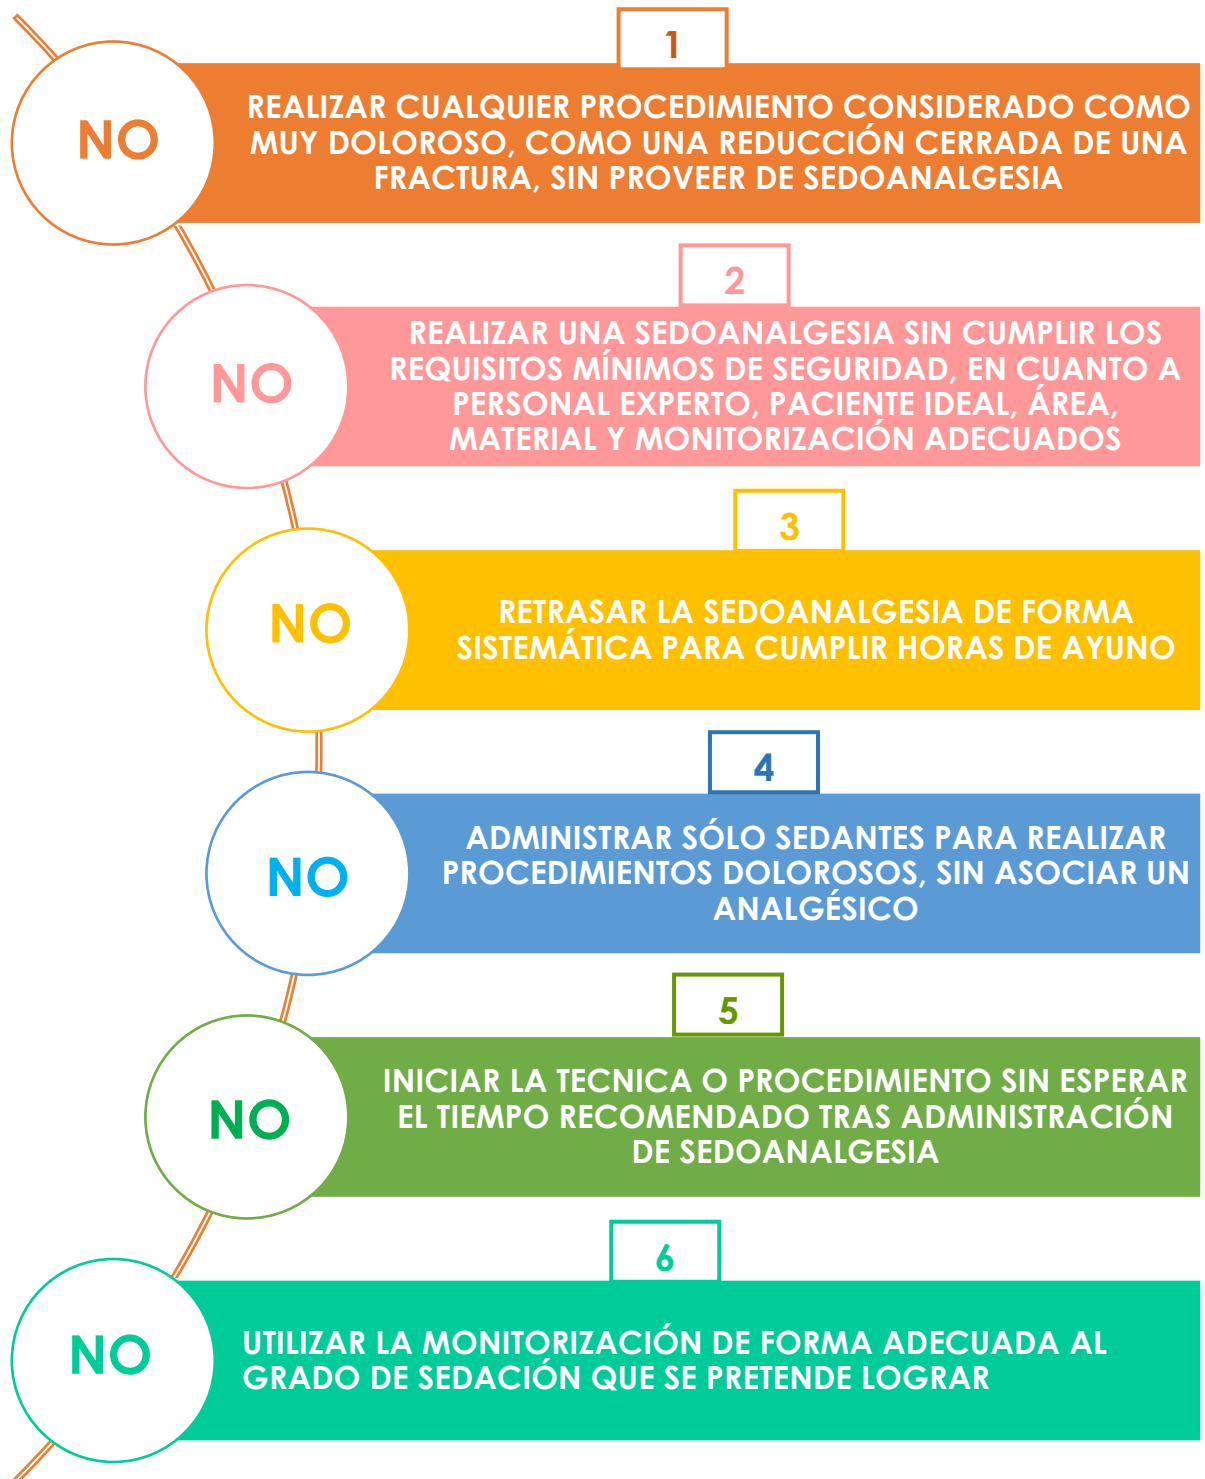 1
NO
REALIZAR CUALQUIER PROCEDIMIENTO CONSIDERADO COMO
MUY DOLOROSO, COMO UNA REDUCCIÓN CERRADA DE UNA
FRACTURA, SIN PROVEER DE SEDOANALGESIA
2
NO
REALIZAR UNA SEDOANALGESIA SIN CUMPLIR LOS
REQUISITOS MÍNIMOS DE SEGURIDAD, EN CUANTO A
PERSONAL EXPERTO, PACIENTE IDEAL, ÁREA,
MATERIAL Y MONITORIZACIÓN ADECUADOS
3
NO
RETRASAR LA SEDOANALGESIA DE FORMA
SISTEMÁTICA PARA CUMPLIR HORAS DE AYUNO
4
NO
ADMINISTRAR SÓLO SEDANTES PARA REALIZAR
PROCEDIMIENTOS DOLOROSOS, SIN ASOCIAR UN
ANALGÉSICO
5
NO
INICIAR LA TECNICA O PROCEDIMIENTO SIN ESPERAR
EL TIEMPO RECOMENDADO TRAS ADMINISTRACIÓN
DE SEDOANALGESIA
6
NO
UTILIZAR LA MONITORIZACIÓN DE FORMA ADECUADA AL
GRADO DE SEDACIÓN QUE SE PRETENDE LOGRAR